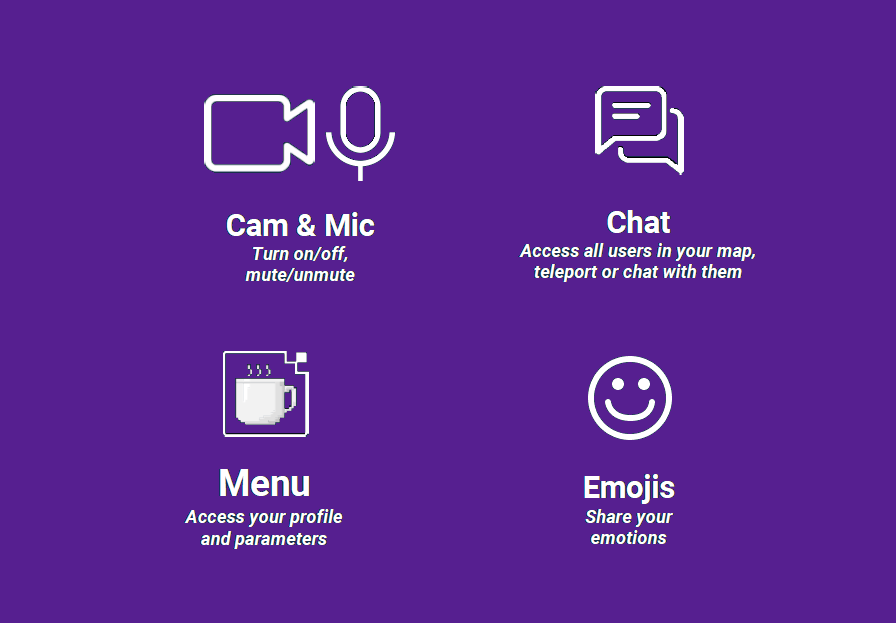 Cam & Mic
Turn on/off,
mute/unmute
Chat
Access all users in your map,
teleport or chat with them
Menu
Access your profile
and parameters
Emojis
Share your
emotions